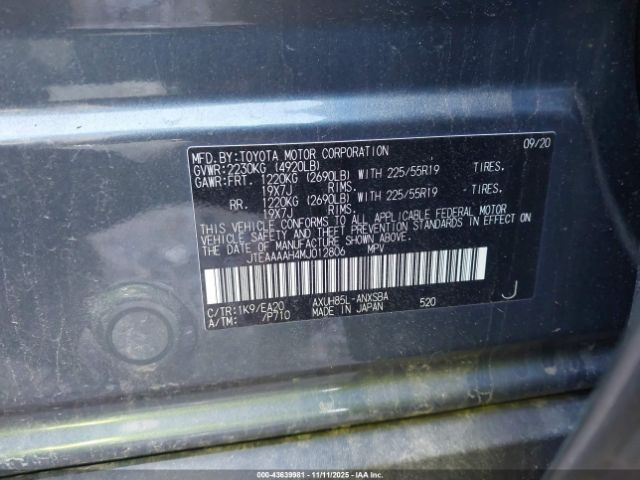 MFD.BY:TOYOTA MOTOR CORPORATION 09/20
GVWR:2230KG (4920LB)
GAWR:FRT. 1220KG (2690LB) WITH 225/55R19 TIRES.
19X7J RIMS.
RR. 1220KG (2690LB) WITH 225/55R19 TIRES.
19X7J RIMS.
THIS VEHICLE CONFORMS TO ALL APPLICABLE FEDERAL MOTOR
VEHICLE SAFETY AND THEFT PREVENTION STANDARDS IN EFFECT ON
THE DATE OF MANUFACTURE SHOWN ABOVE.
JTEAAAAH4MJ012806 MPV
C/TR:1K9/EA20 AXUH85L-ANXSBA 520 J
A/TM: /P710 MADE IN JAPAN
000-43639981 - 11/11/2025 - IAAI.COM